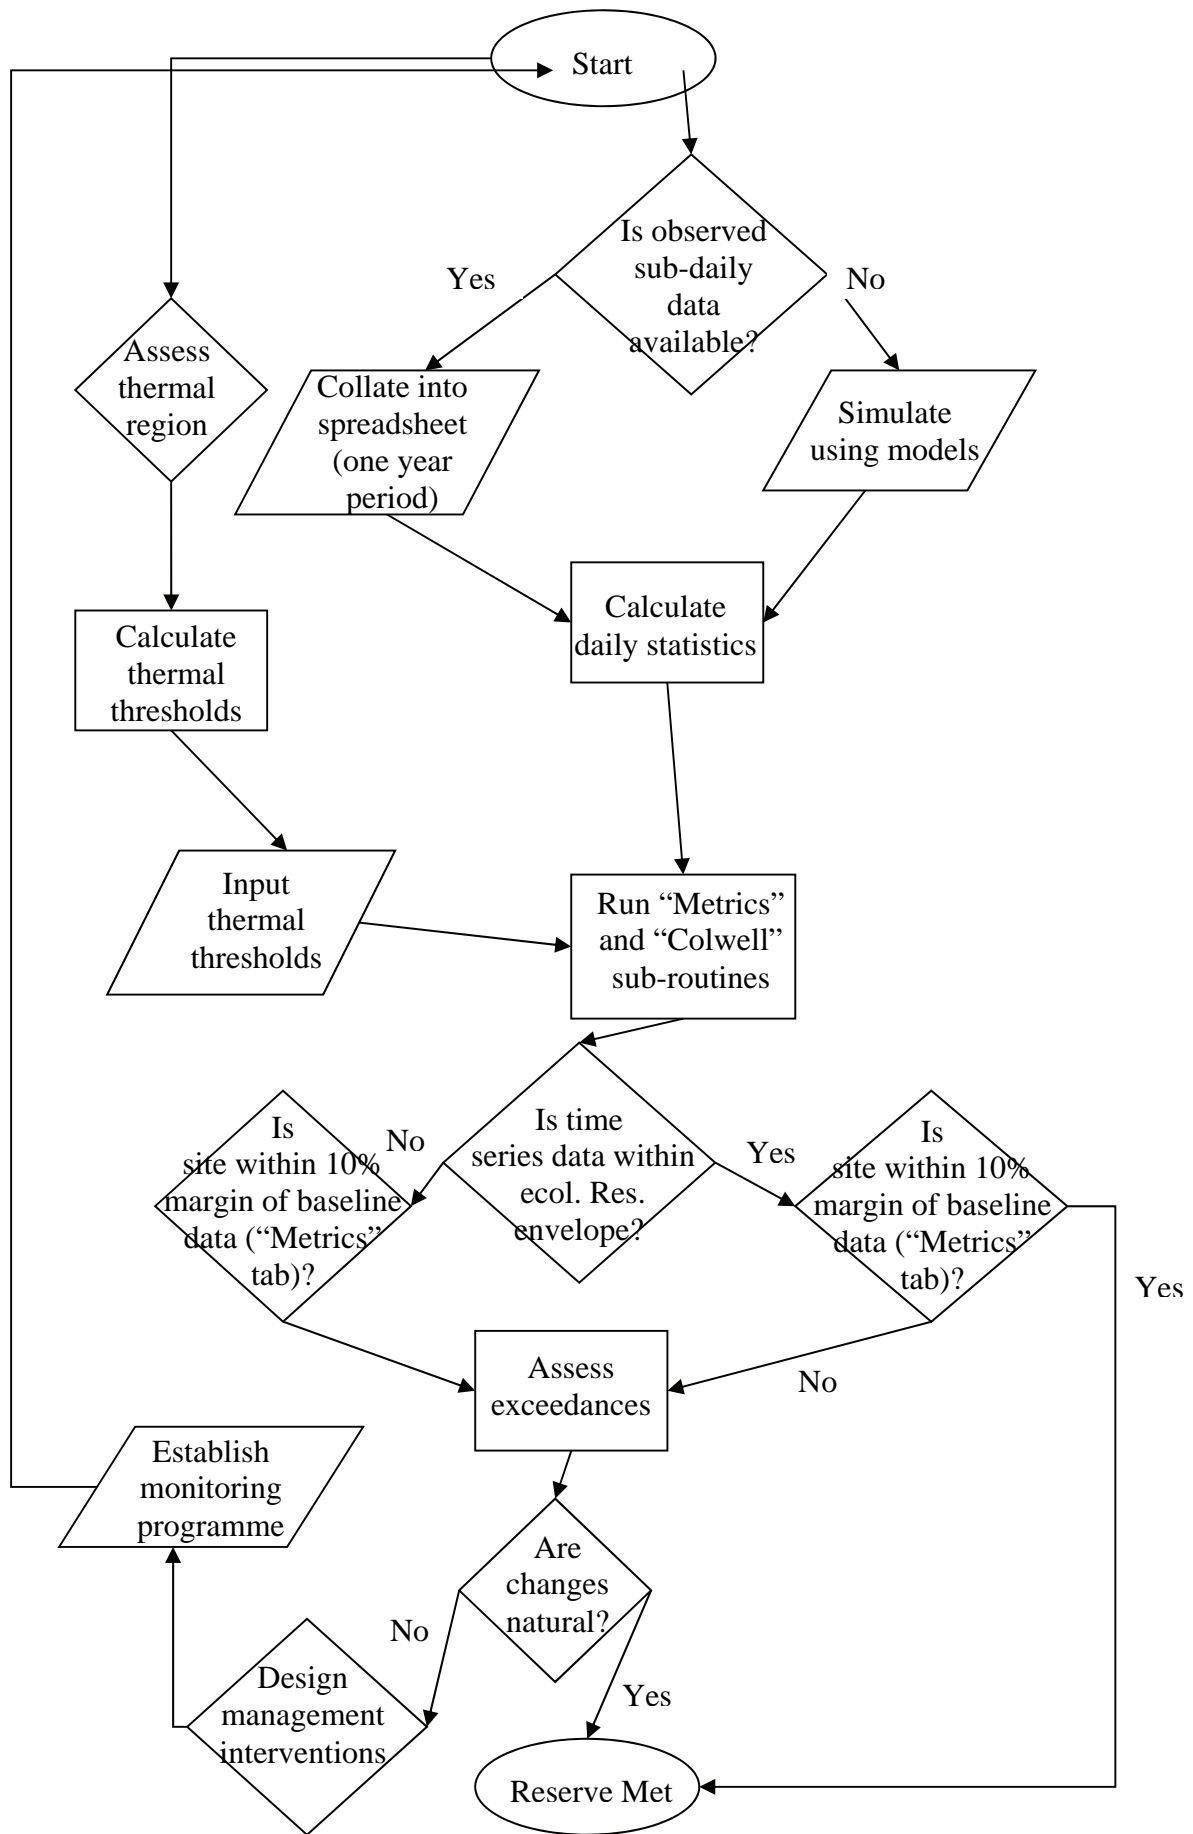 Start
Is observed
sub-daily
data
available?
Yes
No
Assess
thermal
region
Collate into
spreadsheet
(one year
period)
Simulate
using models
Calculate
daily statistics
Calculate
thermal
thresholds
Input
thermal
thresholds
Run “Metrics”
and “Colwell”
sub-routines
Is
site within 10%
margin of baseline
data (“Metrics”
tab)?
No
Is time
series data within
ecol. Res.
envelope?
Yes
Is
site within 10%
margin of baseline
data (“Metrics”
tab)?
Yes
Assess
exceedances
No
Establish
monitoring
programme
Are
changes
natural?
No
Yes
Design
management
interventions
Reserve Met